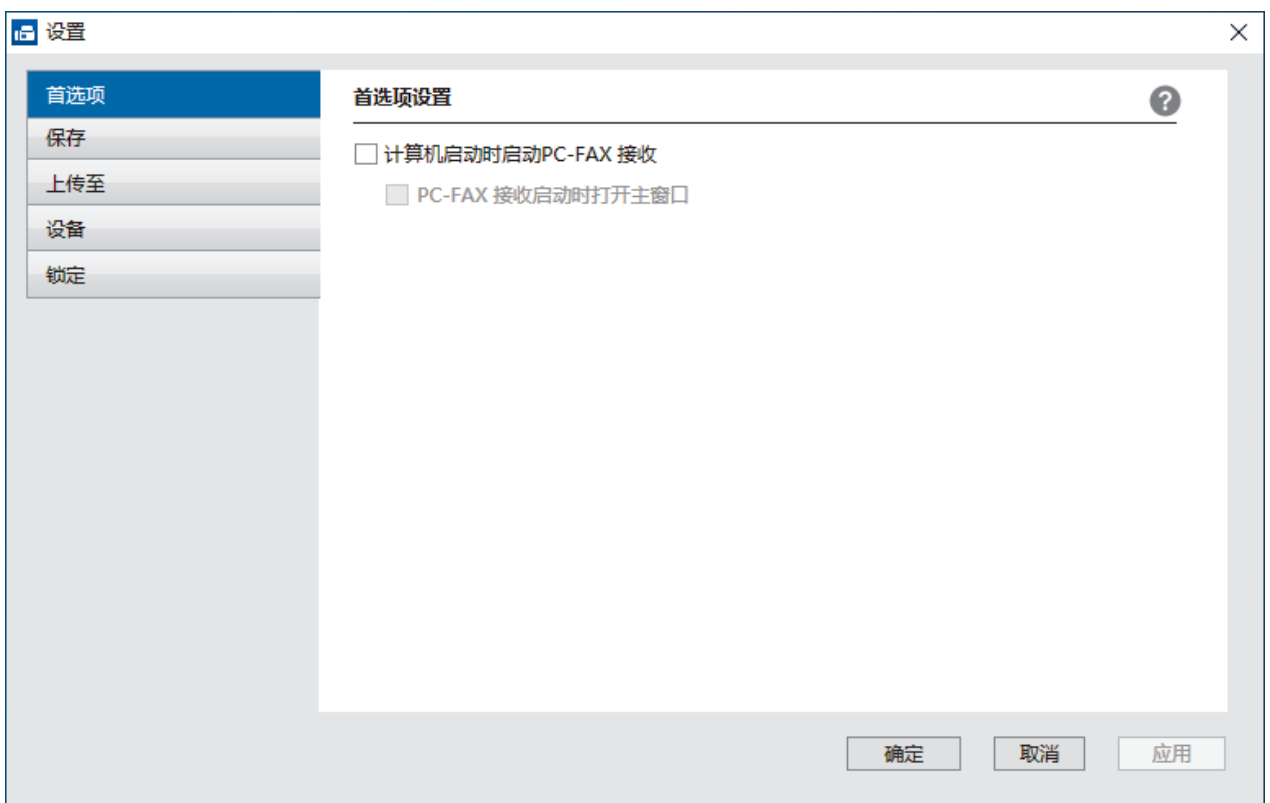 设置
首选项
保存
上传至
设备
锁定
首选项设置
?
计算机启动时启动PC-FAX 接收
PC-FAX 接收启动时打开主窗口
确定
取消
应用